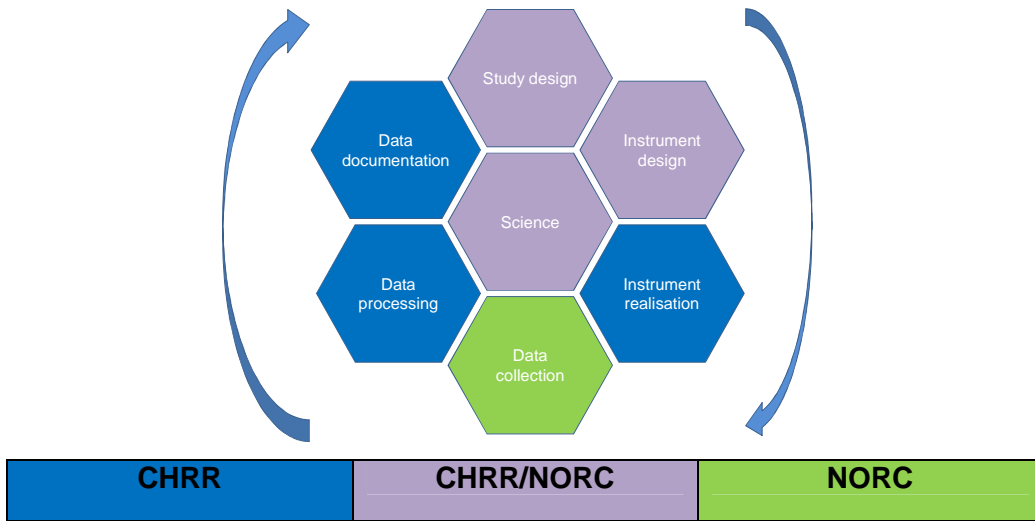 Study design
Data
documentation
Instrument
design
Science
Data
processing
Instrument
realisation
Data
collection
CHRR
CHRR/NORC
NORC